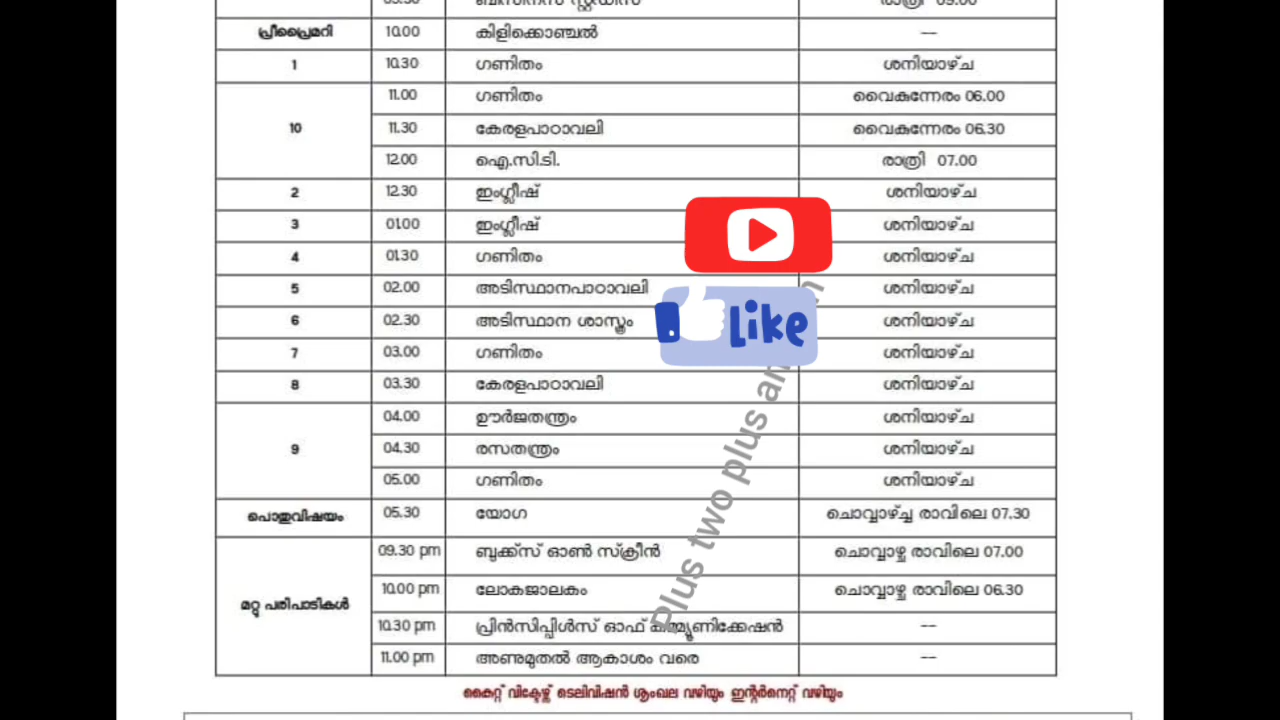 09.30 ബിസിനസ് സ്റ്റഡീസ് രാത്രി 09.00
പ്രീപ്രൈമറി 10.00 കിളിക്കൊഞ്ചൽ --
1 10.30 ഗണിതം ശനിയാഴ്ച
11.00 ഗണിതം വൈകുന്നേരം 06.00
10 11.30 കേരളപാഠാവലി വൈകുന്നേരം 06.30
12.00 ഐ.സി.ടി. രാത്രി 07.00
2 12.30 ഇംഗ്ലീഷ് ശനിയാഴ്ച
3 01.00 ഇംഗ്ലീഷ് ശനിയാഴ്ച
4 01.30 ഗണിതം ശനിയാഴ്ച
5 02.00 അടിസ്ഥാനപാഠാവലി ശനിയാഴ്ച
6 02.30 അടിസ്ഥാന ശാസ്ത്രം ശനിയാഴ്ച
Like
7 03.00 ഗണിതം ശനിയാഴ്ച
8 03.30 കേരളപാഠാവലി ശനിയാഴ്ച
04.00 ഊർജതന്ത്രം ശനിയാഴ്ച
9 04.30 രസതന്ത്രം ശനിയാഴ്ച
05.00 ഗണിതം ശനിയാഴ്ച
പൊതുവിഷയം 05.30 യോഗ ചൊവ്വാഴ്ച്ച രാവിലെ 07.30
09.30 pm ബുക്ക്സ് ഓൺ സ്ക്രീൻ ചൊവ്വാഴ്ച രാവിലെ 07.00
മറ്റു പരിപാടികൾ 10.00 pm ലോകജാലകം ചൊവ്വാഴ്ച രാവിലെ 06.30
10.30 pm പ്രിൻസിപ്പിൾസ് ഓഫ് കമ്മ്യൂണിക്കേഷൻ --
11.00 pm അണുമുതൽ ആകാശം വരെ --
Plus two plus
കൈറ്റ് വിക്ടേഴ്സ് ടെലിവിഷൻ ശൃംഖല വഴിയും ഇന്റർനെറ്റ് വഴിയും